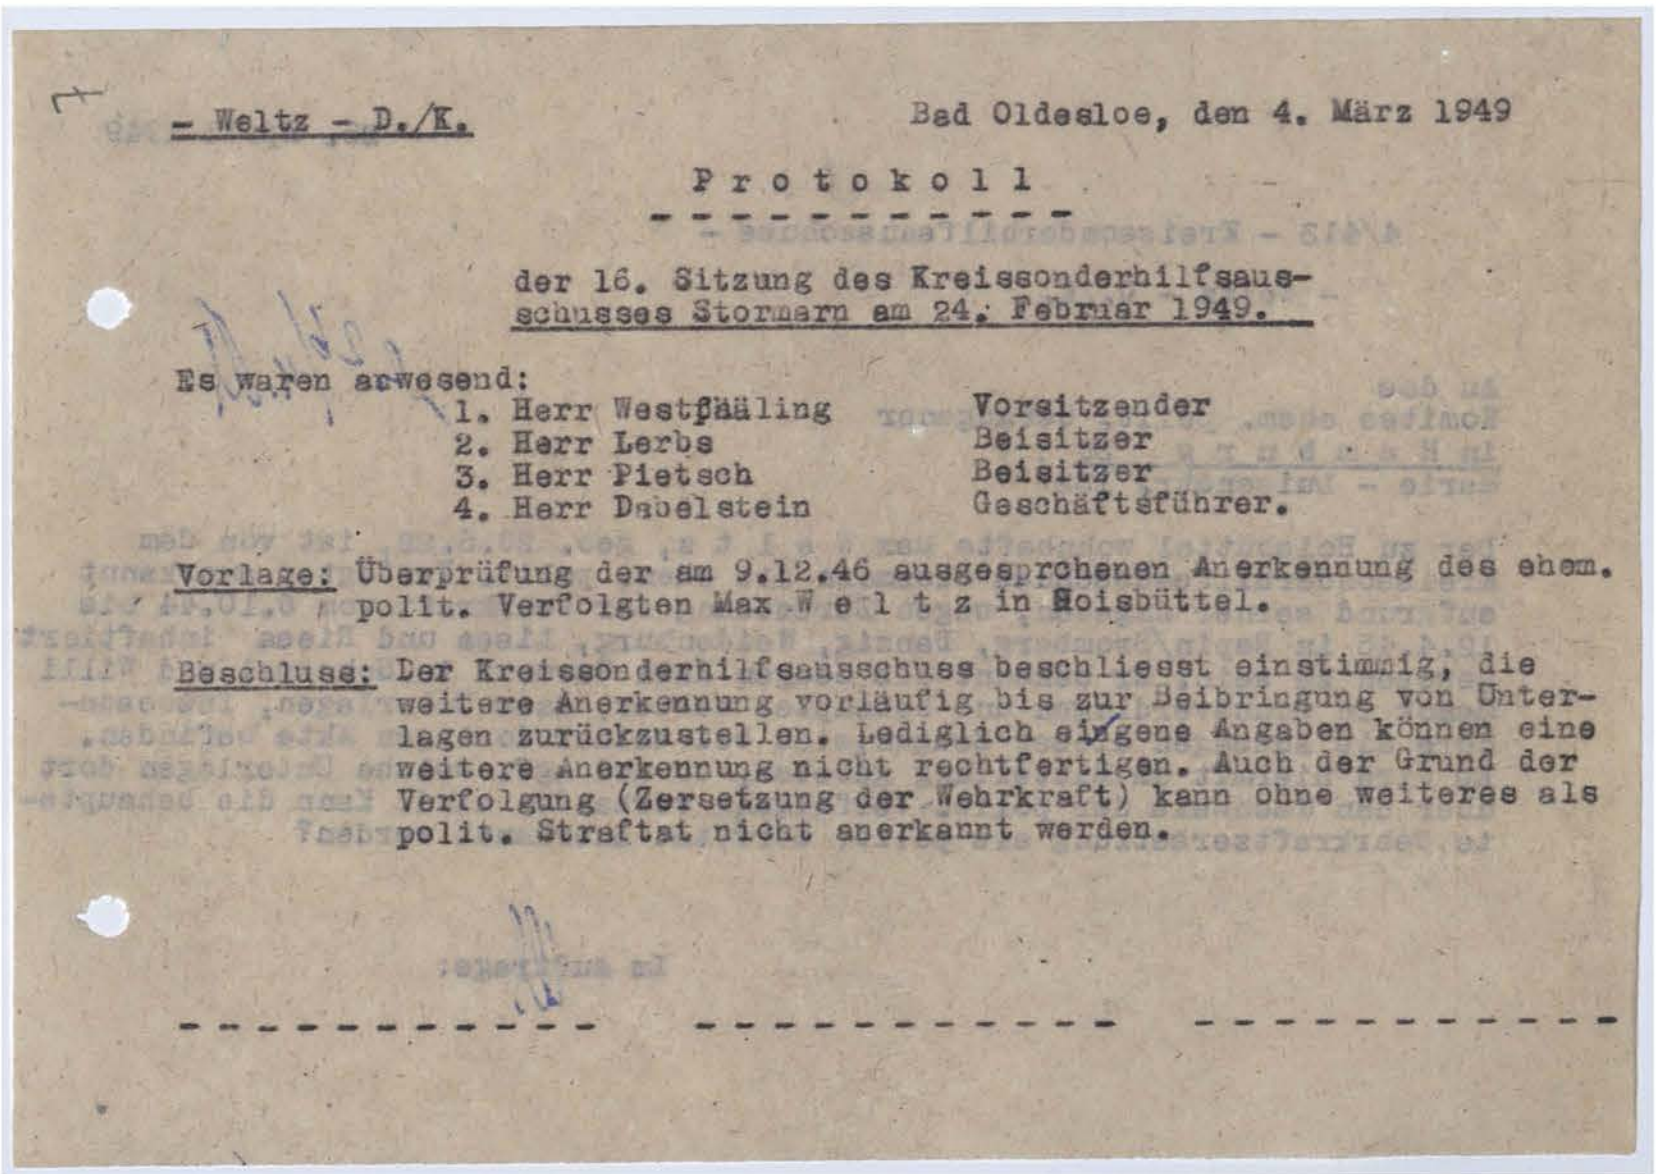 7
- Weltz - D./K.
Bad Oldesloe, den 4. März 1949
P r o t o k o l l
- - - - - - - - - - -
der 16. Sitzung des Kreissonderhilfsaus-
schusses Stormarn am 24. Februar 1949.
Es waren anwesend:
1. Herr Westphäling Vorsitzender
2. Herr Lerbs Beisitzer
3. Herr Pietsch Beisitzer
4. Herr Dabelstein Geschäftsführer.
Vorlage: Überprüfung der am 9.12.46 ausgesprchenen Anerkennung des ehem.
polit. Verfolgten Max W e l t z in Hoisbüttel.
Beschluss: Der Kreissonderhilfsausschuss beschliesst einstimmig, die
weitere Anerkennung vorläufig bis zur Beibringung von Unter-
lagen zurückzustellen. Lediglich eigene Angaben können eine
weitere Anerkennung nicht rechtfertigen. Auch der Grund der
Verfolgung (Zersetzung der Wehrkraft) kann ohne weiteres als
polit. Straftat nicht anerkannt werden.
- - - - - - - - - - - - - - - - - - - - - - - - - - - - - - - - -